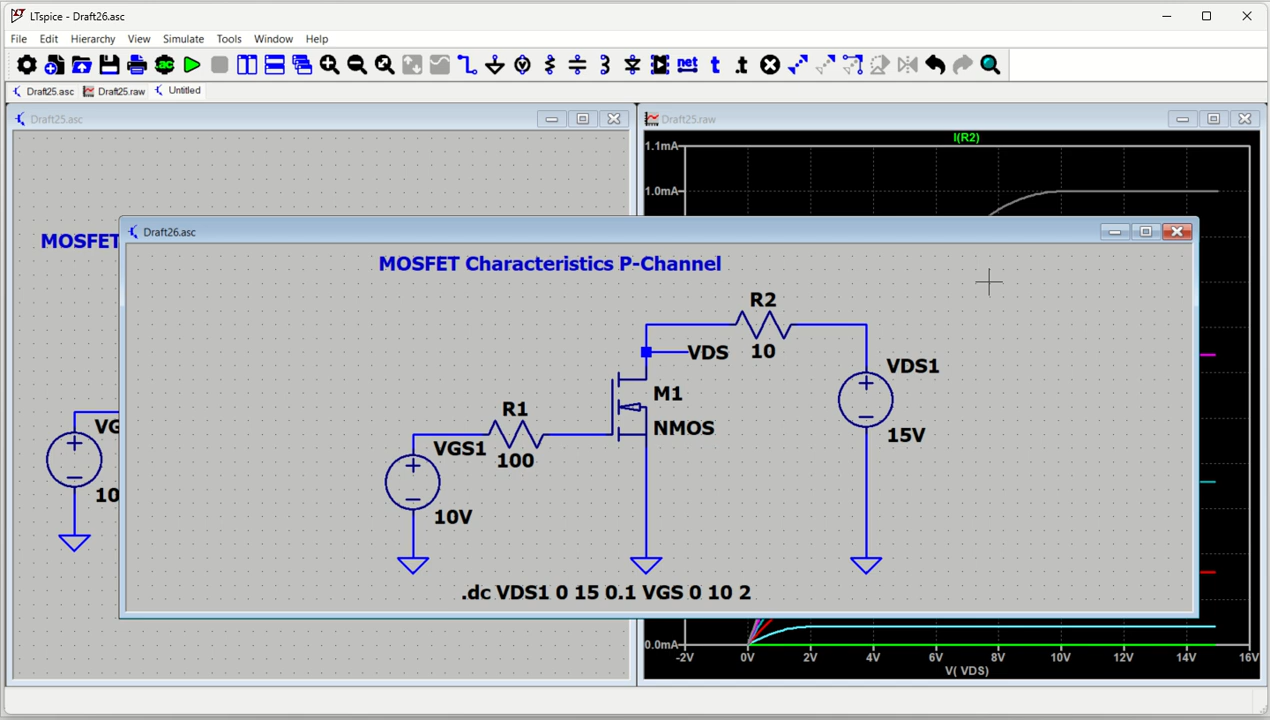 LTspice - Draft26.asc
File Edit Hierarchy View Simulate Tools Window Help
.ac net t .t
Draft25.asc Draft25.raw Untitled
Draft25.asc
MOSFET
VG
10
Draft25.raw
I(R2)
1.1mA
1.0mA
0.0mA
-2V 0V 2V 4V 6V 8V 10V 12V 14V 16V
V( VDS)
Draft26.asc
MOSFET Characteristics P-Channel
R2
VDS 10
VDS1
15V
M1
NMOS
R1
100
VGS1
10V
.dc VDS1 0 15 0.1 VGS 0 10 2